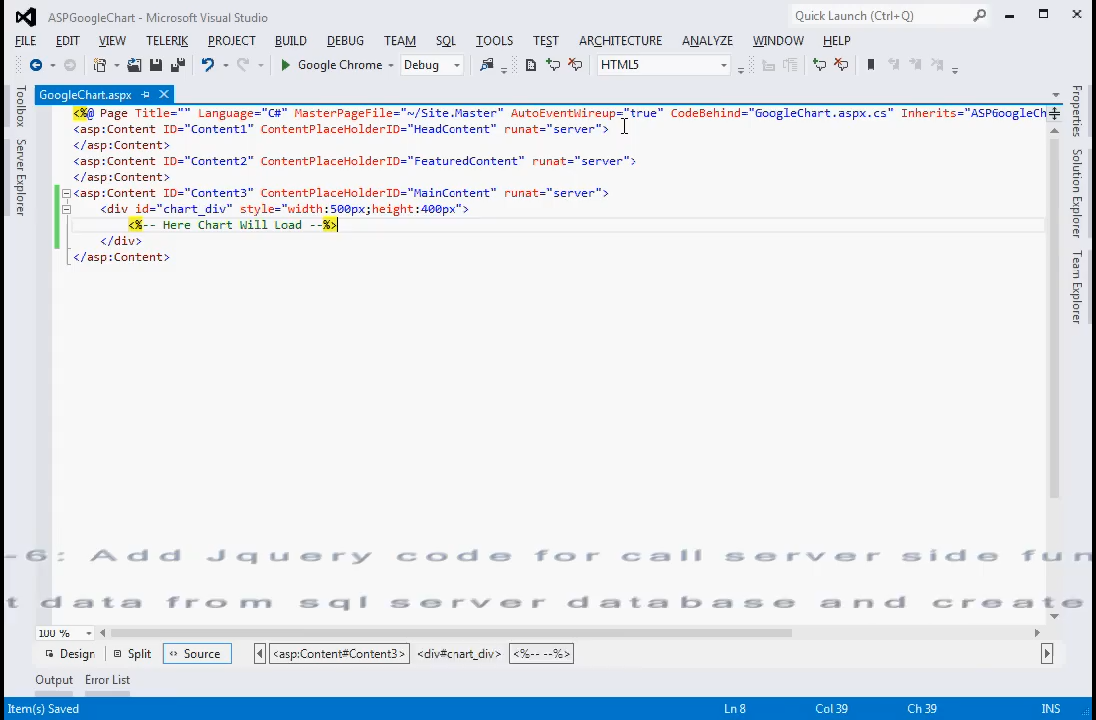 ASPGoogleChart - Microsoft Visual Studio
Quick Launch (Ctrl+Q)
FILE EDIT VIEW TELERIK PROJECT BUILD DEBUG TEAM SQL TOOLS TEST ARCHITECTURE ANALYZE WINDOW HELP
Google Chrome Debug HTML5
GoogleChart.aspx
Toolbox
Server Explorer
<%@ Page Title="" Language="C#" MasterPageFile="~/Site.Master" AutoEventWireup="true" CodeBehind="GoogleChart.aspx.cs" Inherits="ASPGoogleCh
<asp:Content ID="Content1" ContentPlaceHolderID="HeadContent" runat="server">
</asp:Content>
<asp:Content ID="Content2" ContentPlaceHolderID="FeaturedContent" runat="server">
</asp:Content>
<asp:Content ID="Content3" ContentPlaceHolderID="MainContent" runat="server">
<div id="chart_div" style="width:500px;height:400px">
<%-- Here Chart Will Load --%>
</div>
</asp:Content>
Properties
Solution Explorer
Team Explorer
-6: Add Jquery code for call server side fun
t data from sql server database and create
100 %
Design Split Source <asp:Content#Content3> <div#chart_div> <%-- --%>
Output Error List
Item(s) Saved Ln 8 Col 39 Ch 39 INS